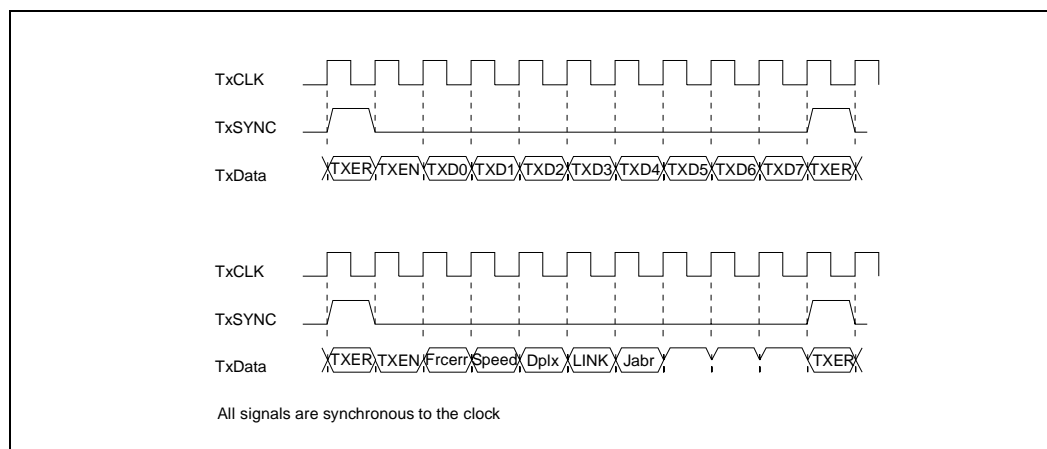 TxCLK
TxSYNC
TxData TXER TXEN TXD0 TXD1 TXD2 TXD3 TXD4 TXD5 TXD6 TXD7 TXER
TxCLK
TxSYNC
TxData TXER TXEN Frcerr Speed Dplx LINK Jabr TXER
All signals are synchronous to the clock